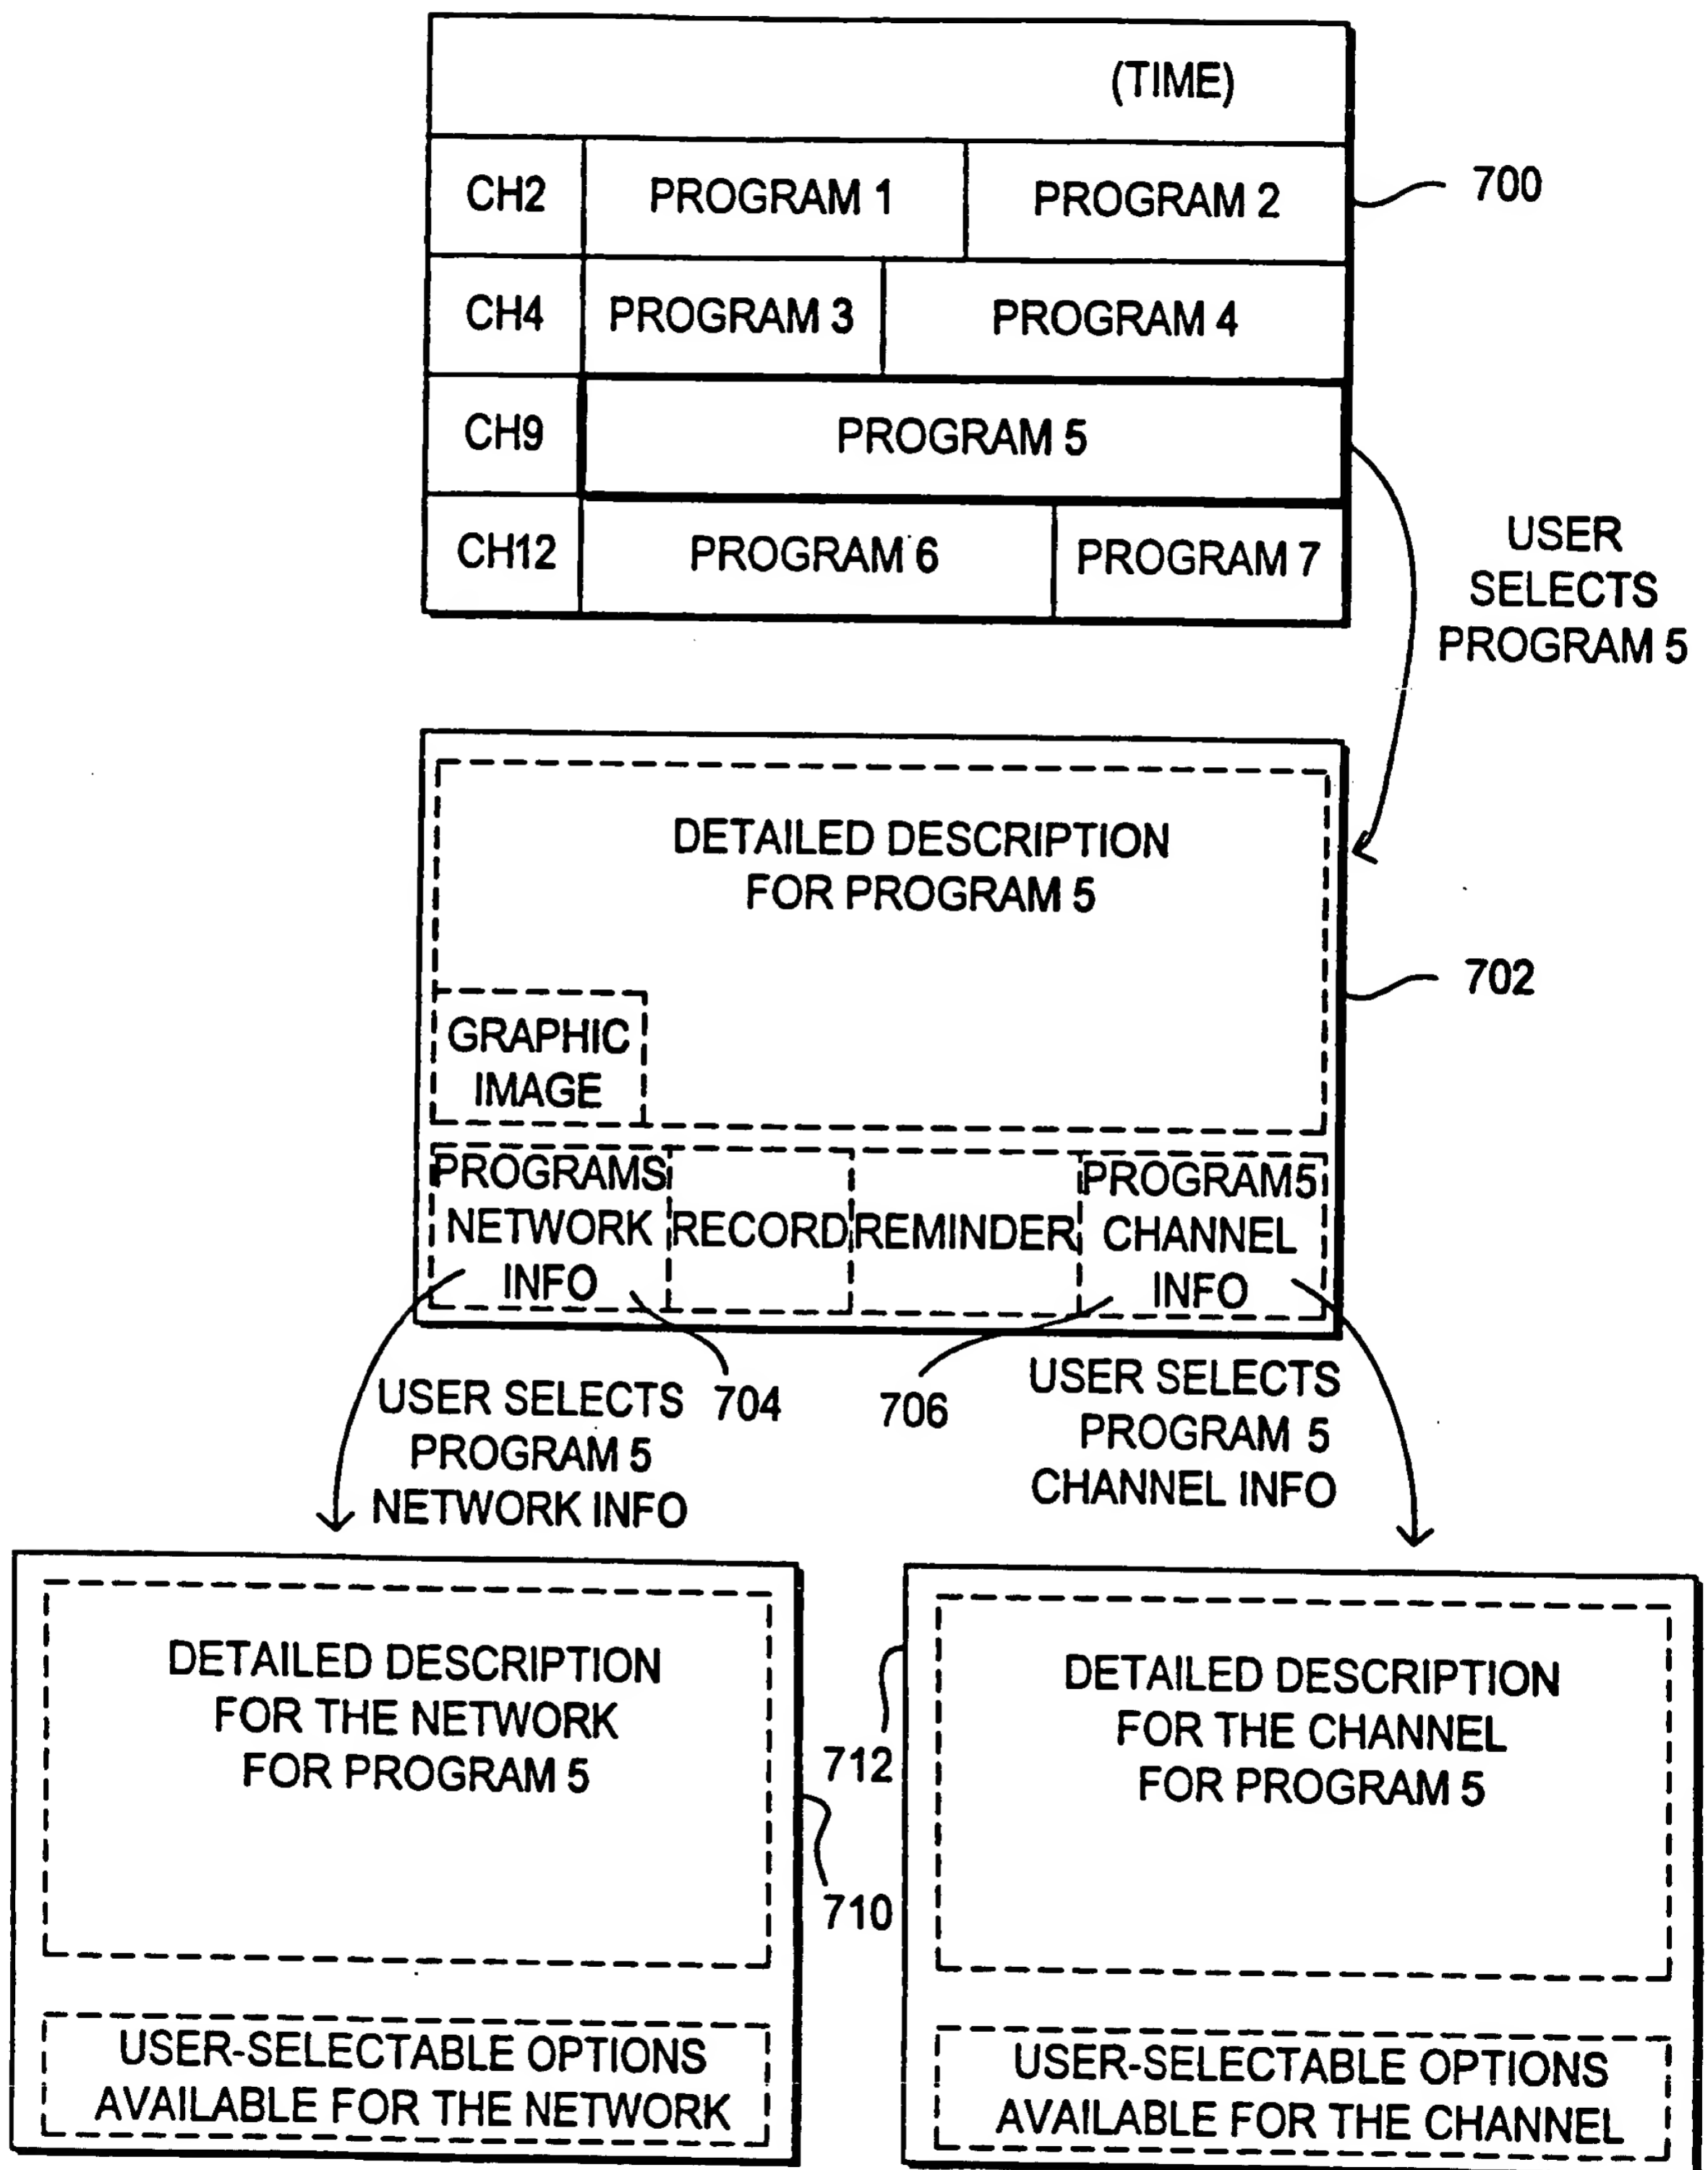 (TIME)
CH2 PROGRAM 1 PROGRAM 2
700
CH4 PROGRAM 3 PROGRAM 4
CH9 PROGRAM 5
CH12 PROGRAM 6 PROGRAM 7
USER
SELECTS
PROGRAM 5
DETAILED DESCRIPTION
FOR PROGRAM 5
702
GRAPHIC
IMAGE
PROGRAMS
NETWORK
INFO
RECORD
REMINDER
PROGRAM5
CHANNEL
INFO
USER SELECTS
PROGRAM 5
NETWORK INFO
704
706
USER SELECTS
PROGRAM 5
CHANNEL INFO
DETAILED DESCRIPTION
FOR THE NETWORK
FOR PROGRAM 5
710
USER-SELECTABLE OPTIONS
AVAILABLE FOR THE NETWORK
712
DETAILED DESCRIPTION
FOR THE CHANNEL
FOR PROGRAM 5
USER-SELECTABLE OPTIONS
AVAILABLE FOR THE CHANNEL